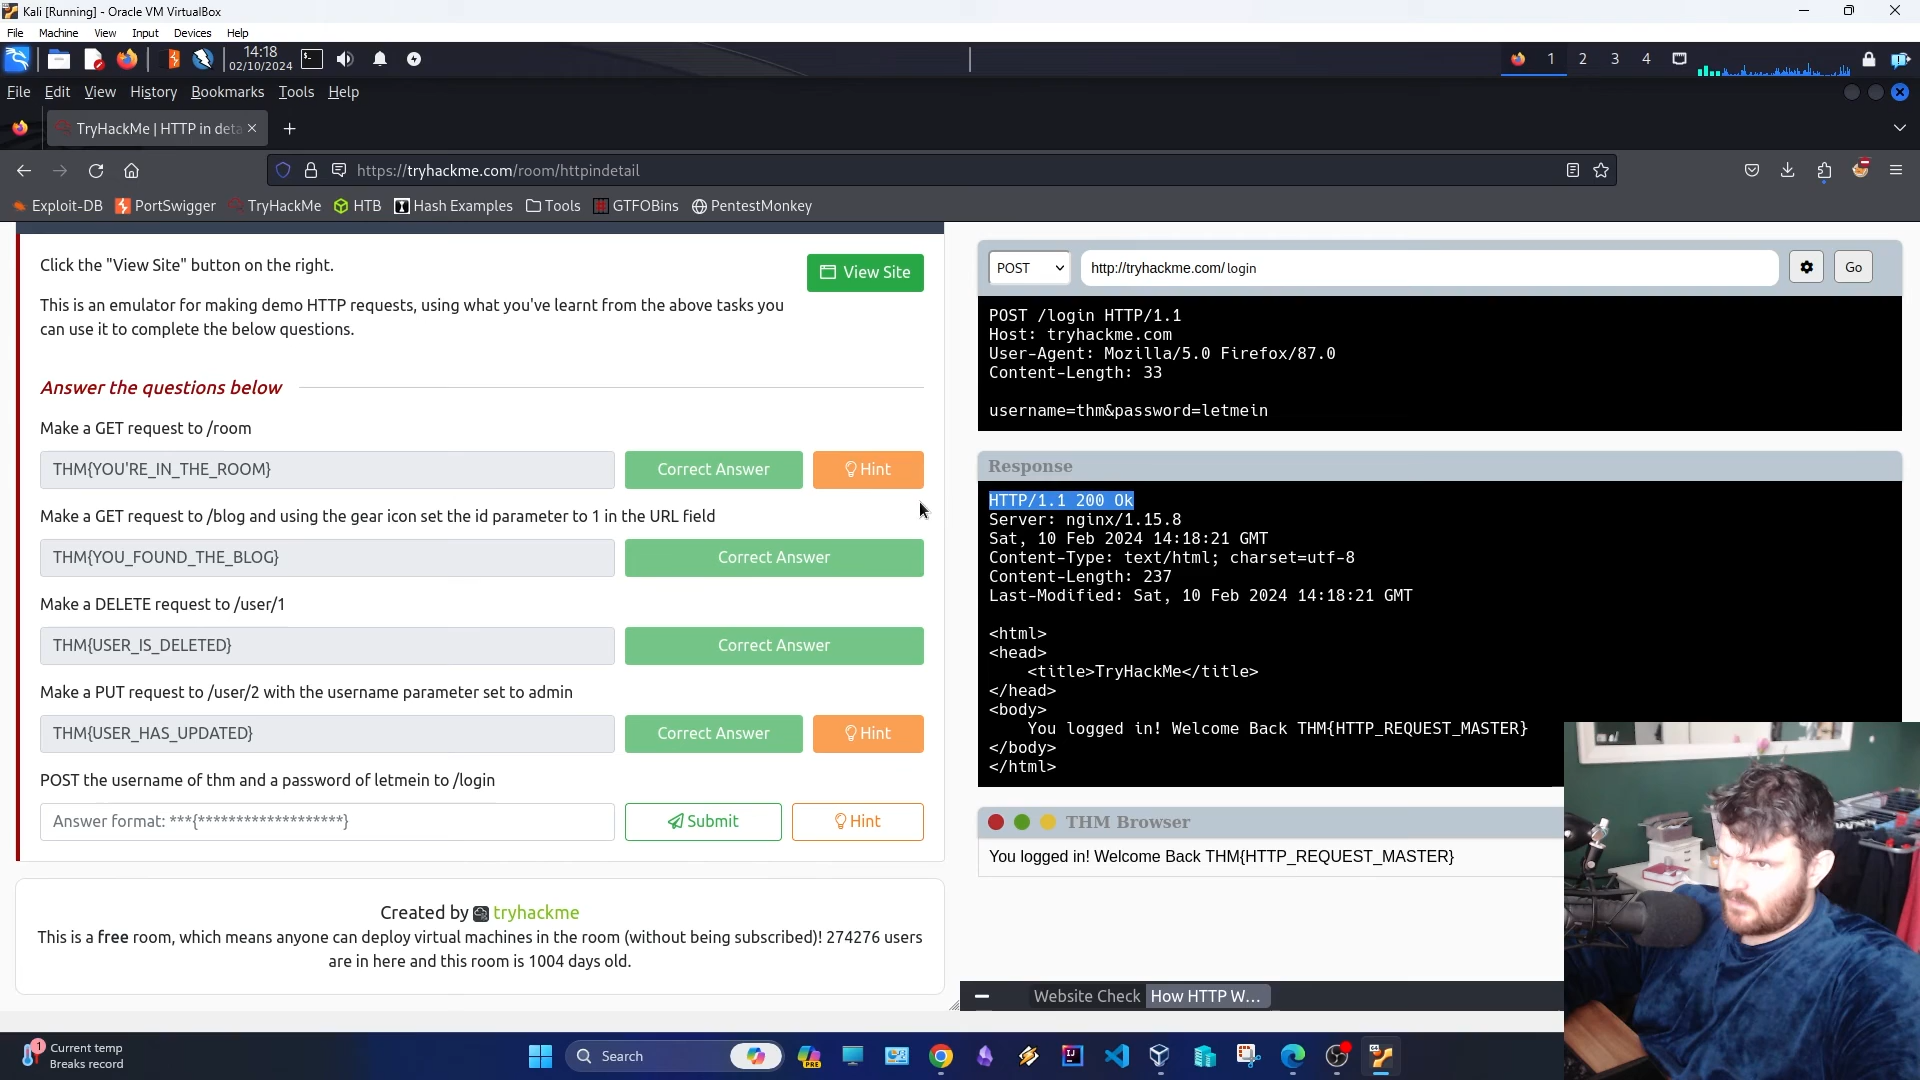 Kali [Running] - Oracle VM VirtualBox
File Machine View Input Devices Help
14:18
02/10/2024
1 2 3 4
File Edit View History Bookmarks Tools Help
TryHackMe | HTTP in deta
https://tryhackme.com/room/httpindetail
Exploit-DB PortSwigger TryHackMe HTB Hash Examples Tools GTFOBins PentestMonkey
Click the "View Site" button on the right.
View Site
This is an emulator for making demo HTTP requests, using what you've learnt from the above tasks you
can use it to complete the below questions.
Answer the questions below
Make a GET request to /room
THM{YOU'RE_IN_THE_ROOM}
Correct Answer
Hint
Make a GET request to /blog and using the gear icon set the id parameter to 1 in the URL field
THM{YOU_FOUND_THE_BLOG}
Correct Answer
Make a DELETE request to /user/1
THM{USER_IS_DELETED}
Correct Answer
Make a PUT request to /user/2 with the username parameter set to admin
THM{USER_HAS_UPDATED}
Correct Answer
Hint
POST the username of thm and a password of letmein to /login
Answer format: ***{*******************}
Submit
Hint
Created by tryhackme
This is a free room, which means anyone can deploy virtual machines in the room (without being subscribed)! 274276 users
are in here and this room is 1004 days old.
POST
http://tryhackme.com/login
Go
POST /login HTTP/1.1
Host: tryhackme.com
User-Agent: Mozilla/5.0 Firefox/87.0
Content-Length: 33
username=thm&password=letmein
Response
HTTP/1.1 200 Ok
Server: nginx/1.15.8
Sat, 10 Feb 2024 14:18:21 GMT
Content-Type: text/html; charset=utf-8
Content-Length: 237
Last-Modified: Sat, 10 Feb 2024 14:18:21 GMT
<html>
<head>
<title>TryHackMe</title>
</head>
<body>
You logged in! Welcome Back THM{HTTP_REQUEST_MASTER}
</body>
</html>
THM Browser
You logged in! Welcome Back THM{HTTP_REQUEST_MASTER}
Website Check How HTTP W...
1
Current temp
Breaks record
Search
PRE